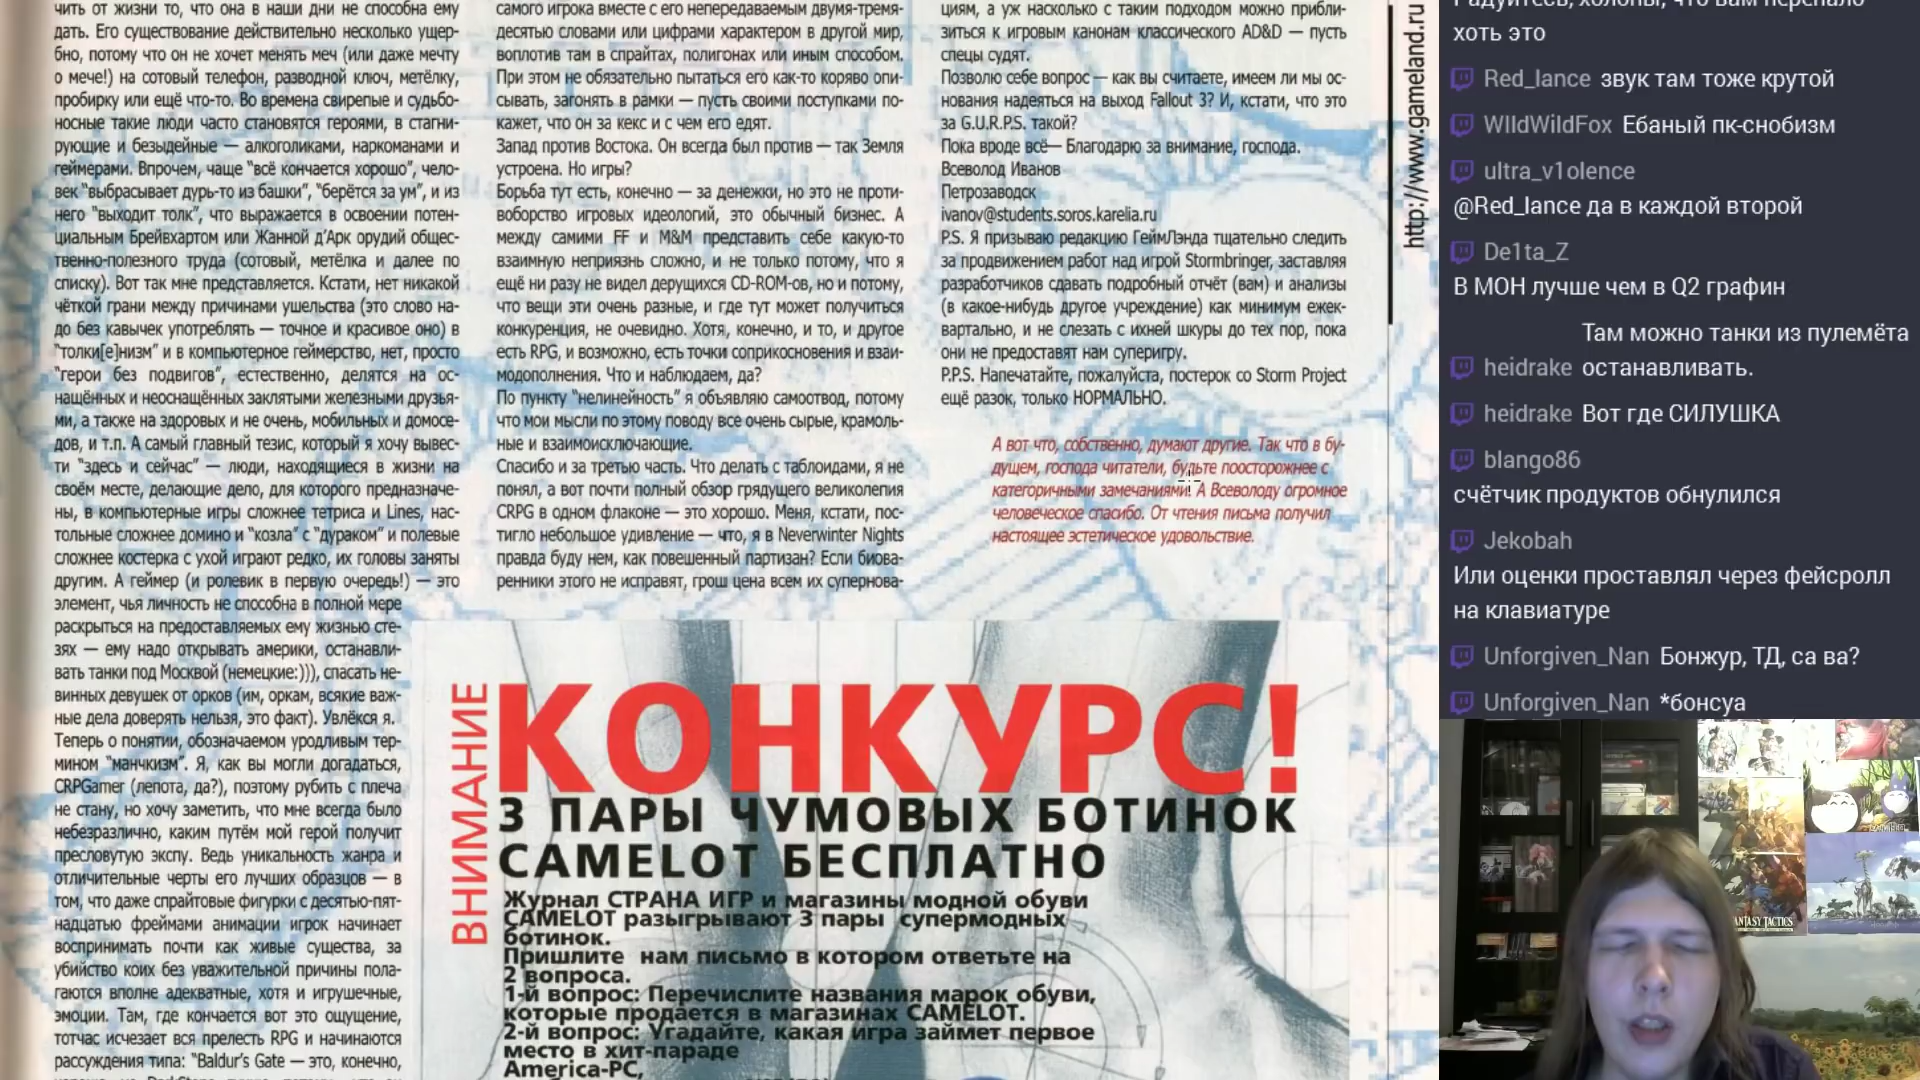 чить от жизни то, что она в наши дни не способна ему
дать. Его существование действительно несколько ущер-
бно, потому что он не хочет менять меч (или даже мечту
о мече!) на сотовый телефон, разводной ключ, метёлку,
пробирку или ещё что-то. Во времена свирепые и судьбо-
носные такие люди часто становятся героями, в стагни-
рующие и безыдейные — алкоголиками, наркоманами и
геймерами. Впрочем, чаще “всё кончается хорошо”, чело-
век “выбрасывает дурь-то из башки”, “берётся за ум”, и из
него “выходит толк”, что выражается в освоении потен-
циальным Брейвхартом или Жанной д’Арк орудий общес-
твенно-полезного труда (сотовый, метёлка и далее по
списку). Вот так мне представляется. Кстати, нет никакой
чёткой грани между причинами ушельства (это слово на-
до без кавычек употреблять — точное и красивое оно) в
“толки[е]низм” и в компьютерное геймерство, нет, просто
“герои без подвигов”, естественно, делятся на ос-
нащённых и неоснащённых заклятыми железными друзья-
ми, а также на здоровых и не очень, мобильных и домосе-
дов, и т.п. А самый главный тезис, который я хочу вывес-
ти “здесь и сейчас” — люди, находящиеся в жизни на
своём месте, делающие дело, для которого предназначе-
ны, в компьютерные игры сложнее тетриса и Lines, нас-
тольные сложнее домино и “козла” с “дураком” и полевые
сложнее костерка с ухой играют редко, их головы заняты
другим. А геймер (и ролевик в первую очередь!) — это
элемент, чья личность не способна в полной мере
раскрыться на предоставляемых ему жизнью сте-
зях — ему надо открывать америки, останавли-
вать танки под Москвой (немецкие:))), спасать не-
винных девушек от орков (им, оркам, всякие важ-
ные дела доверять нельзя, это факт). Увлёкся я.
Теперь о понятии, обозначаемом уродливым тер-
мином “манчкизм”. Я, как вы могли догадаться,
CRPGamer (лепота, да?), поэтому рубить с плеча
не стану, но хочу заметить, что мне всегда было
небезразлично, каким путём мой герой получит
пресловутую экспу. Ведь уникальность жанра и
отличительные черты его лучших образцов — в
том, что даже спрайтовые фигурки с десятью-пят-
надцатью фреймами анимации игрок начинает
воспринимать почти как живые существа, за
убийство коих без уважительной причины пола-
гаются вполне адекватные, хотя и игрушечные,
эмоции. Там, где кончается вот это ощущение,
тотчас исчезает вся прелесть RPG и начинаются
рассуждения типа: “Baldur’s Gate — это, конечно,
самого игрока вместе с его непередаваемым двумя-тремя-
десятью словами или цифрами характером в другой мир,
воплотив там в спрайтах, полигонах или иным способом.
При этом не обязательно пытаться его как-то коряво опи-
сывать, загонять в рамки — пусть своими поступками по-
кажет, что он за кекс и с чем его едят.
Запад против Востока. Он всегда был против — так Земля
устроена. Но игры?
Борьба тут есть, конечно — за денежки, но это не проти-
воборство игровых идеологий, это обычный бизнес. А
между самими FF и M&M представить себе какую-то
взаимную неприязнь сложно, и не только потому, что я
ещё ни разу не видел дерущихся CD-ROM-ов, но и потому,
что вещи эти очень разные, и где тут может получиться
конкуренция, не очевидно. Хотя, конечно, и то, и другое
есть RPG, и возможно, есть точки соприкосновения и взаи-
модополнения. Что и наблюдаем, да?
По пункту “нелинейность” я объявляю самоотвод, потому
что мои мысли по этому поводу все очень сырые, крамоль-
ные и взаимоисключающие.
Спасибо и за третью часть. Что делать с таблоидами, я не
понял, а вот почти полный обзор грядущего великолепия
CRPG в одном флаконе — это хорошо. Меня, кстати, пос-
тигло небольшое удивление — что, я в Neverwinter Nights
правда буду нем, как повешенный партизан? Если биова-
ренники этого не исправят, грош цена всем их супернова-
циям, а уж насколько с таким подходом можно прибли-
зиться к игровым канонам классического AD&D — пусть
спецы судят.
Позволю себе вопрос — как вы считаете, имеем ли мы ос-
нования надеяться на выход Fallout 3? И, кстати, что это
за G.U.R.P.S. такой?
Пока вроде всё— Благодарю за внимание, господа.
Всеволод Иванов
Петрозаводск
ivanov@students.soros.karelia.ru
P.S. Я призываю редакцию ГеймЛэнда тщательно следить
за продвижением работ над игрой Stormbringer, заставляя
разработчиков сдавать подробный отчёт (вам) и анализы
(в какое-нибудь другое учреждение) как минимум ежек-
вартально, и не слезать с ихней шкуры до тех пор, пока
они не предоставят нам суперигру.
P.P.S. Напечатайте, пожалуйста, постерок со Storm Project
ещё разок, только НОРМАЛЬНО.
А вот что, собственно, думают другие. Так что в бу-
дущем, господа читатели, будьте поосторожнее с
категоричными замечаниями! А Всеволоду огромное
человеческое спасибо. От чтения письма получил
настоящее эстетическое удовольствие.
http://www.gameland.ru
ВНИМАНИЕ
КОНКУРС!
3 ПАРЫ ЧУМОВЫХ БОТИНОК
CAMELOT БЕСПЛАТНО
Журнал СТРАНА ИГР и магазины модной обуви
CAMELOT разыгрывают 3 пары супермодных
ботинок.
Пришлите нам письмо в котором ответьте на
2 вопроса.
1-й вопрос: Перечислите названия марок обуви,
которые продаются в магазинах CAMELOT.
2-й вопрос: Угадайте, какая игра займет первое
место в хит-параде
America-PC,
хоть это
Red_lance звук там тоже крутой
WIldWildFox Ебаный пк-снобизм
ultra_v1olence
@Red_lance да в каждой второй
De1ta_Z
В МОН лучше чем в Q2 графин
Там можно танки из пулемёта
heidrake останавливать.
heidrake Вот где СИЛУШКА
blango86
счётчик продуктов обнулился
Jekobah
Или оценки проставлял через фейсролл
на клавиатуре
Unforgiven_Nan Бонжур, ТД, са ва?
Unforgiven_Nan *бонсуа
FANTASY TACTICS